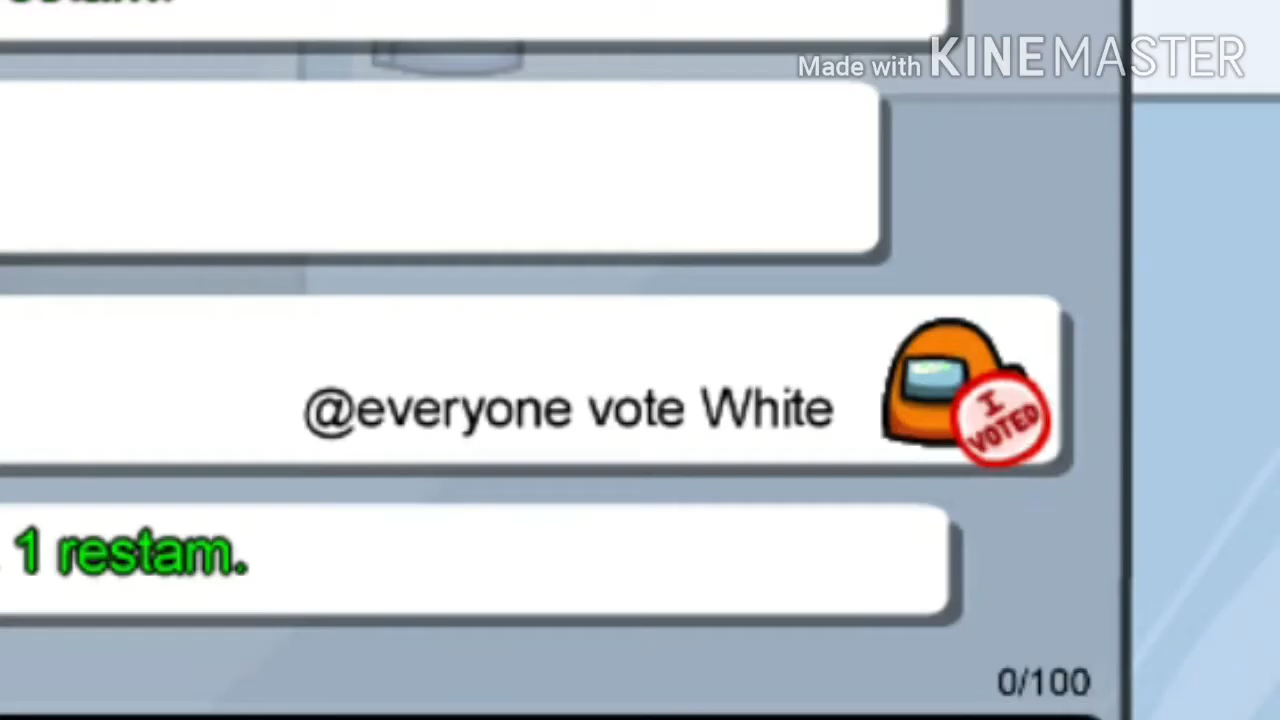 Made with KINEMASTER
@everyone vote White
I
VOTED
1 restam.
0/100